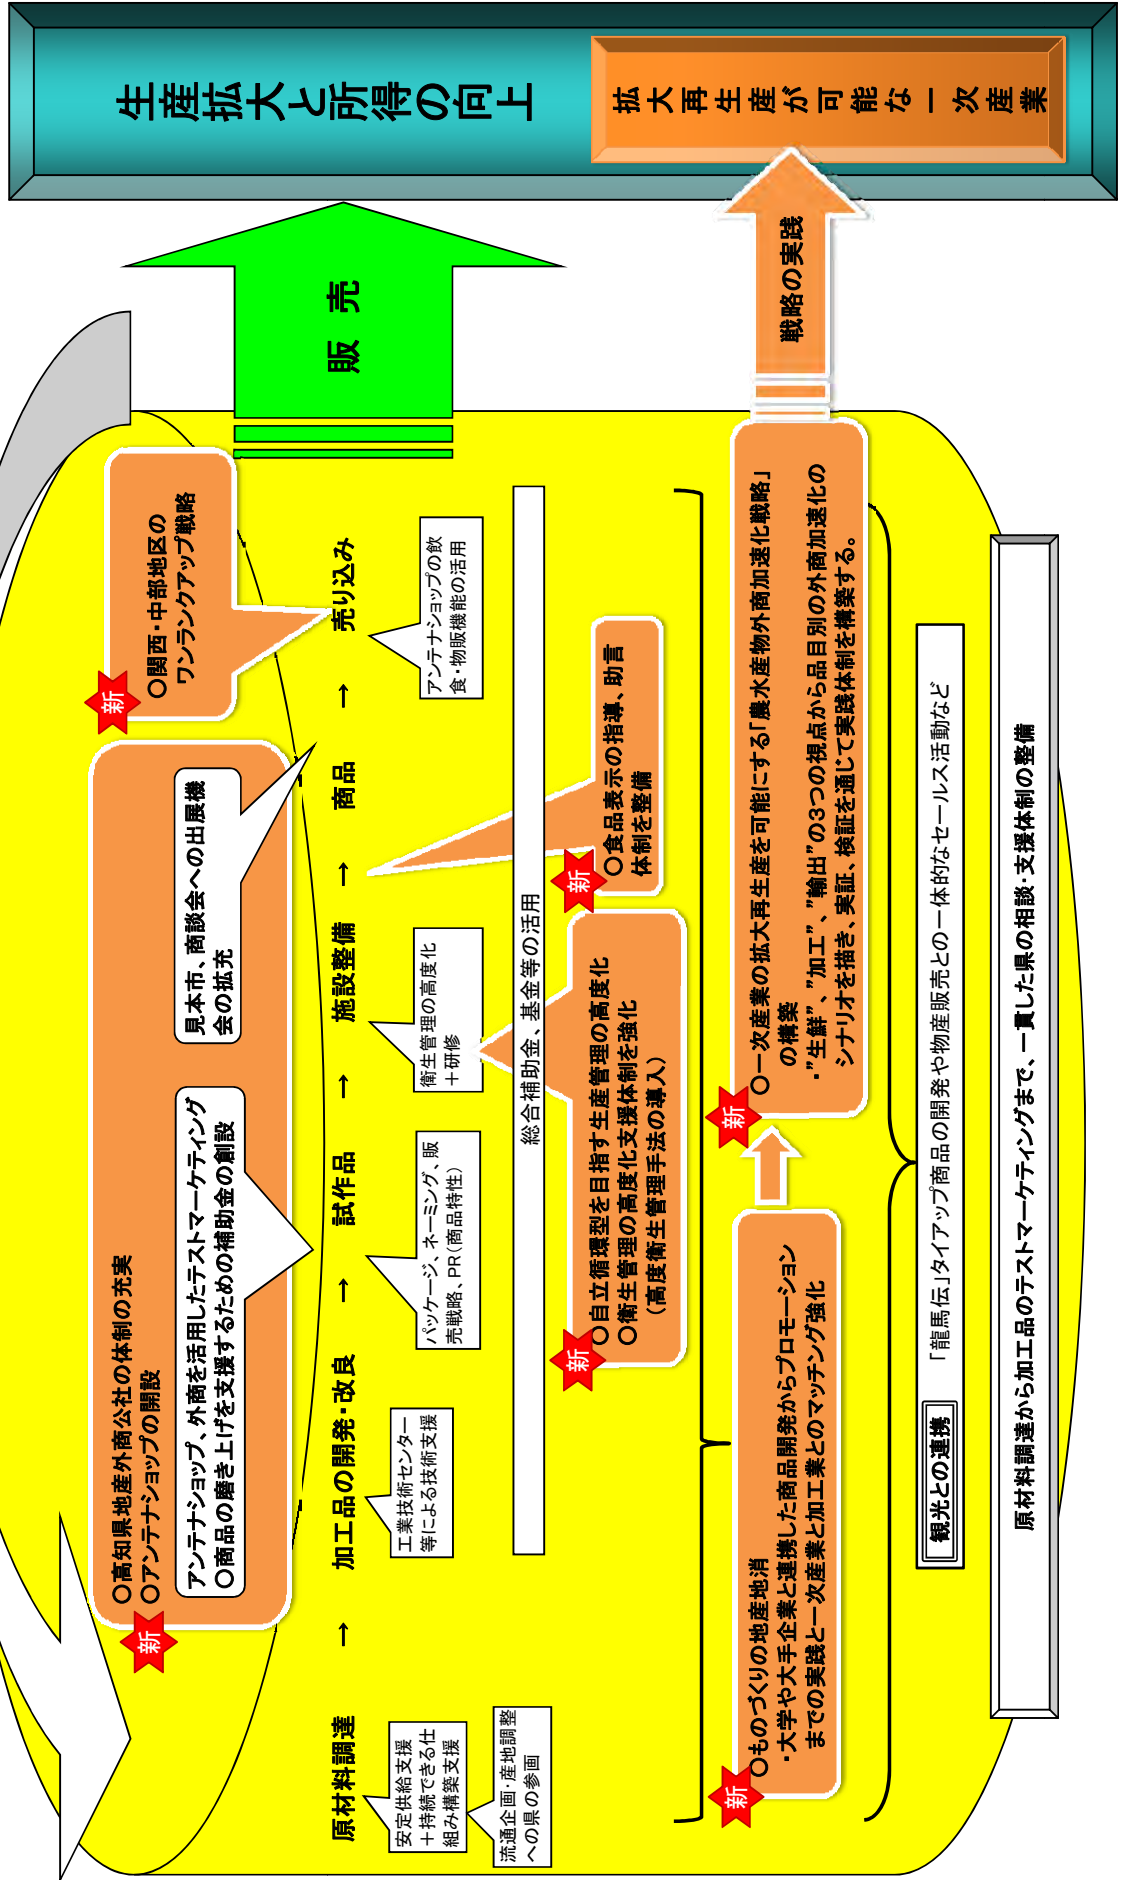 新
○高知県地産外商公社の体制の充実
○アンテナショップの開設
アンテナショップ、外商を活用したテストマーケティング
○商品の磨き上げを支援するための補助金の創設
見本市、商談会への出展機
会の拡充
新
○関西・中部地区の
ワンランクアップ戦略
原材料調達 → 加工品の開発・改良 → 試作品 → 施設整備 → 商品 → 売り込み
安定供給支援
＋持続できる仕
組み構築支援
流通企画・産地調整
への県の参画
工業技術センター
等による技術支援
パッケージ、ネーミング、販
売戦略、PR（商品特性）
衛生管理の高度化
＋研修
アンテナショップの飲
食・物販機能の活用
総合補助金、基金等の活用
新
○自立循環型を目指す生産管理の高度化
○衛生管理の高度化支援体制を強化
（高度衛生管理手法の導入）
新
○食品表示の指導、助言
体制を整備
新
○ものづくりの地産地消
・大学や大手企業と連携した商品開発からプロモーション
までの実践と一次産業と加工業とのマッチング強化
新
○一次産業の拡大再生産を可能にする「農水産物外商加速化戦略」
の構築
・”生鮮”、”加工”、”輸出”の３つの視点から品目別の外商加速化の
シナリオを描き、実証、検証を通じて実践体制を構築する。
観光との連携 「龍馬伝」タイアップ商品の開発や物産販売との一体的なセールス活動など
原材料調達から加工品のテストマーケティングまで、一貫した県の相談・支援体制の整備
販 売
戦略の実践
生産拡大と所得の向上
拡大再生産が可能な一次産業